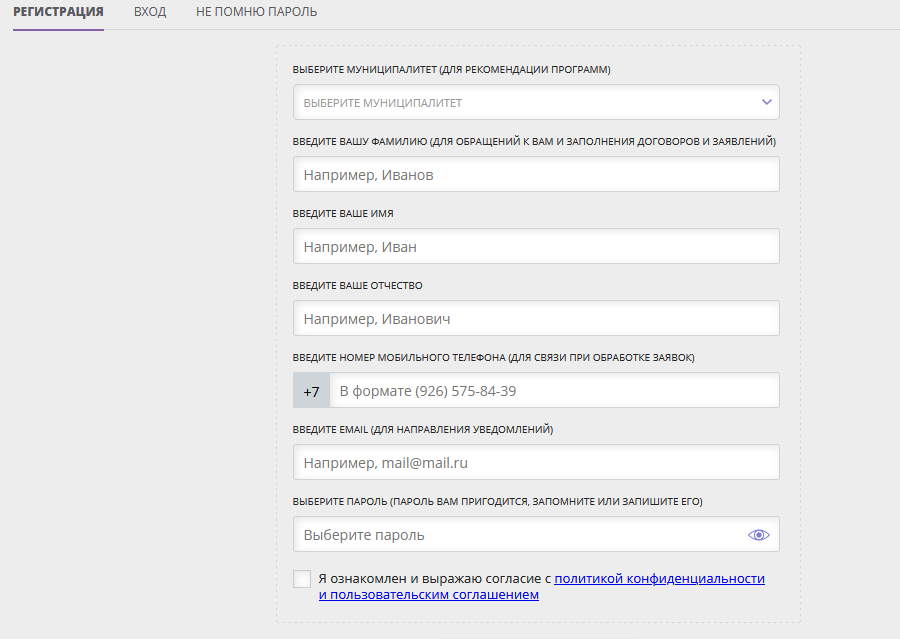 РЕГИСТРАЦИЯ ВХОД НЕ ПОМНЮ ПАРОЛЬ
ВЫБЕРИТЕ МУНИЦИПАЛИТЕТ (ДЛЯ РЕКОМЕНДАЦИИ ПРОГРАММ)
ВЫБЕРИТЕ МУНИЦИПАЛИТЕТ
ВВЕДИТЕ ВАШУ ФАМИЛИЮ (ДЛЯ ОБРАЩЕНИЙ К ВАМ И ЗАПОЛНЕНИЯ ДОГОВОРОВ И ЗАЯВЛЕНИЙ)
Например, Иванов
ВВЕДИТЕ ВАШЕ ИМЯ
Например, Иван
ВВЕДИТЕ ВАШЕ ОТЧЕСТВО
Например, Иванович
ВВЕДИТЕ НОМЕР МОБИЛЬНОГО ТЕЛЕФОНА (ДЛЯ СВЯЗИ ПРИ ОБРАБОТКЕ ЗАЯВОК)
+7 В формате (926) 575-84-39
ВВЕДИТЕ EMAIL (ДЛЯ НАПРАВЛЕНИЯ УВЕДОМЛЕНИЙ)
Например, mail@mail.ru
ВЫБЕРИТЕ ПАРОЛЬ (ПАРОЛЬ ВАМ ПРИГОДИТСЯ, ЗАПОМНИТЕ ИЛИ ЗАПИШИТЕ ЕГО)
Выберите пароль
Я ознакомлен и выражаю согласие с политикой конфиденциальности
и пользовательским соглашением